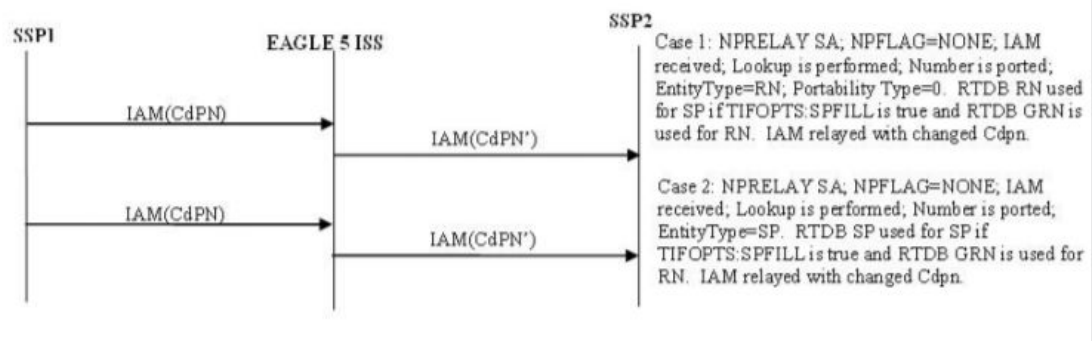 SSP1
EAGLE 5 ISS
SSP2
Case 1: NPRELAY SA; NPFLAG=NONE; IAM
received; Lookup is performed; Number is ported;
EntityType=RN; Portability Type=0. RTDB RN used
for SP if TIFOPTS:SPFILL is true and RTDB GRN is
used for RN. IAM relayed with changed Cdpn.
IAM(CdPN)
IAM(CdPN')
Case 2: NPRELAY SA; NPFLAG=NONE; IAM
received; Lookup is performed; Number is ported;
EntityType=SP. RTDB SP used for SP if
TIFOPTS:SPFILL is true and RTDB GRN is used for
RN. IAM relayed with changed Cdpn.
IAM(CdPN)
IAM(CdPN')